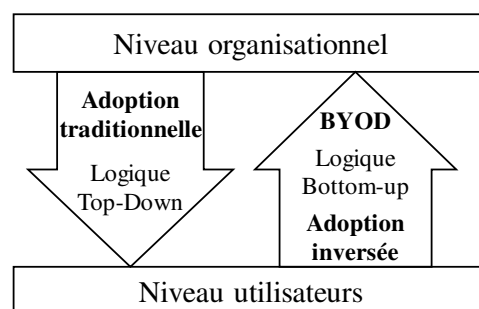 Niveau organisationnel
Adoption
traditionnelle
Logique
Top-Down
BYOD
Logique
Bottom-up
Adoption
inversée
Niveau utilisateurs